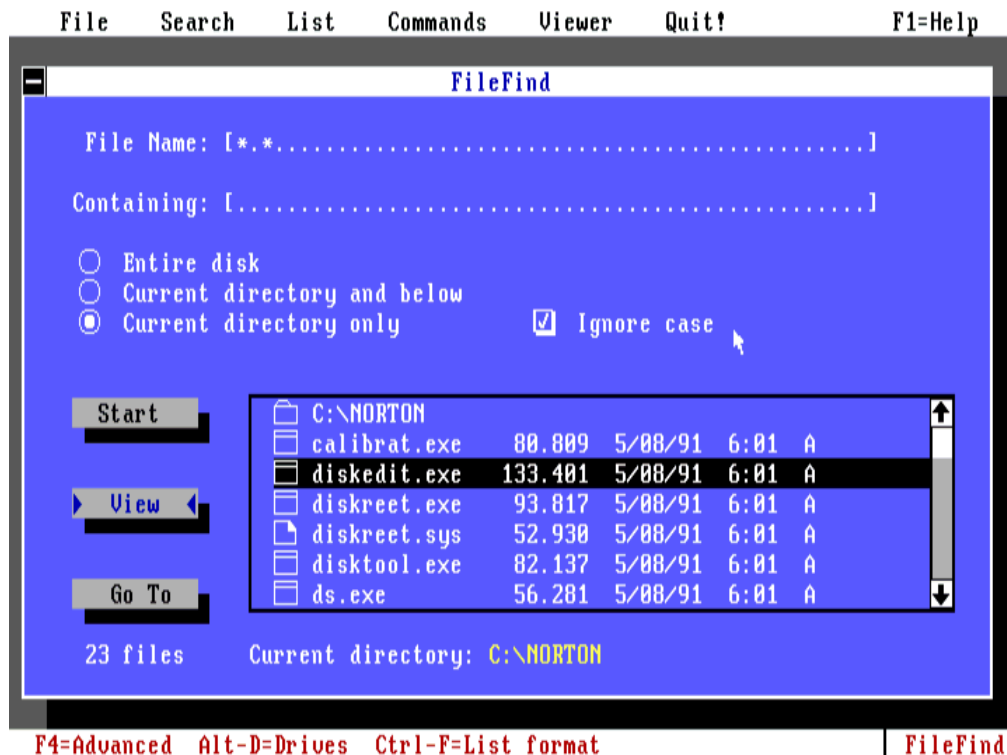 File Search List Commands Viewer Quit! F1=Help
FileFind
File Name: [*.*...............................................]
Containing: [..................................................]
Entire disk
Current directory and below
Current directory only Ignore case
Start C:\NORTON
calibrat.exe 80.809 5/08/91 6:01 A
diskedit.exe 133.401 5/08/91 6:01 A
View diskreet.exe 93.817 5/08/91 6:01 A
diskreet.sys 52.930 5/08/91 6:01 A
disktool.exe 82.137 5/08/91 6:01 A
Go To ds.exe 56.281 5/08/91 6:01 A
23 files Current directory: C:\NORTON
F4=Advanced Alt-D=Drives Ctrl-F=List format FileFind